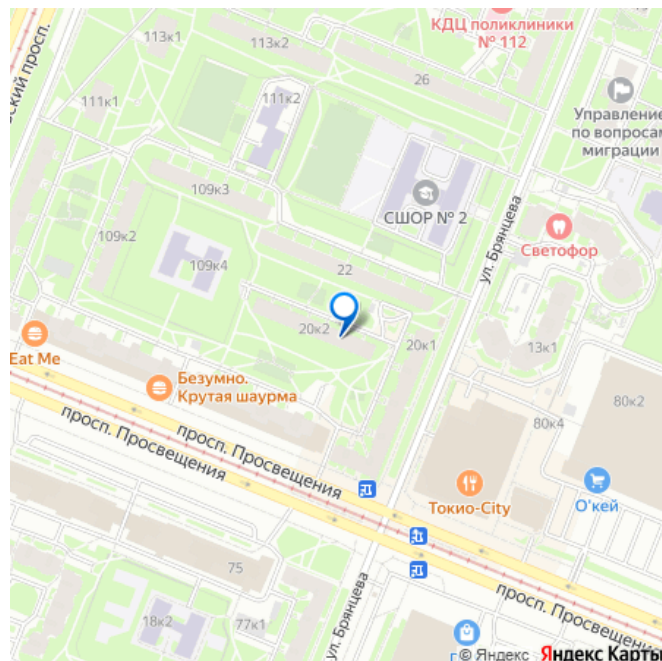 КДЦ поликлиники
№ 112
113к1
113к2
26
ский просп.
111к1
111к2
Управление
по вопросам
миграции
СШОР № 2
109к3
ул. Брянцева
Светофор
109к2
109к4
22
20к2
20к1
13к1
Eat Me
Безумно.
Крутая шаурма
80к2
80к4
просп. Просвещения
просп. Просвещения
Токио-City
О'кей
75
ул. Брянцева
просп. Просвещения
18к2
77к1
© Яндекс Яндекс Карты